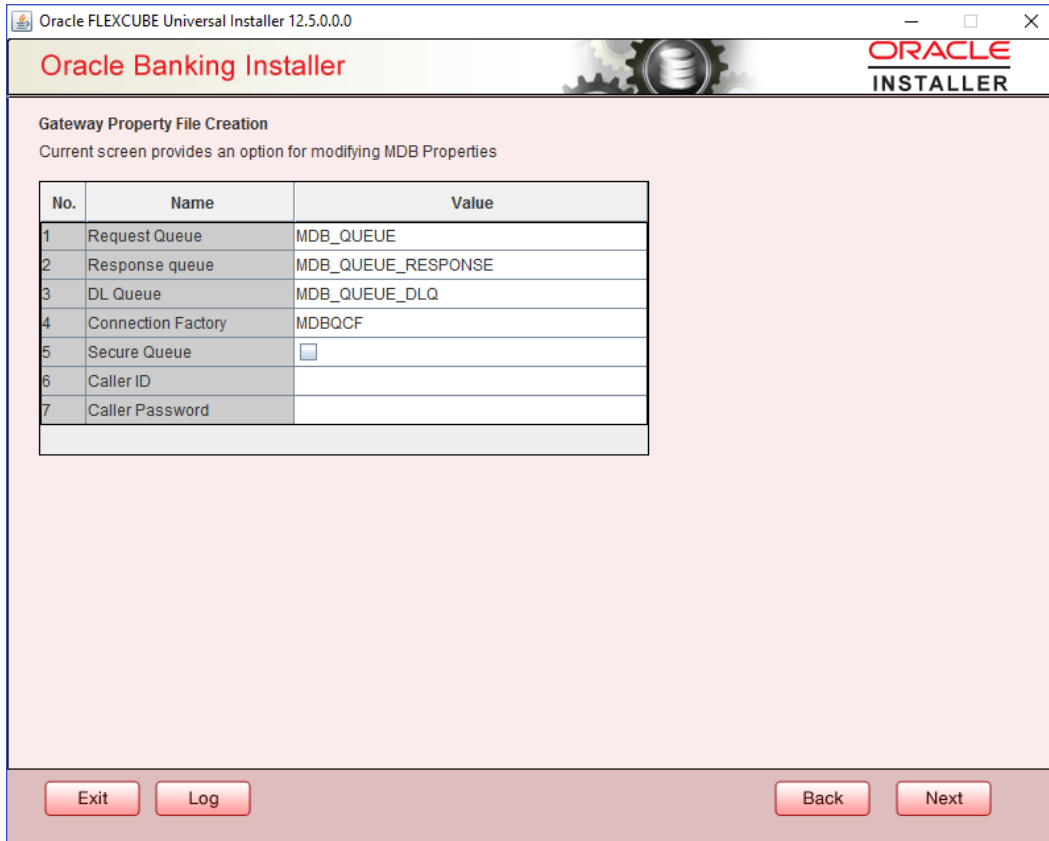 Oracle FLEXCUBE Universal Installer 12.5.0.0.0
Oracle Banking Installer
ORACLE
INSTALLER
Gateway Property File Creation
Current screen provides an option for modifying MDB Properties
No. Name Value
1 Request Queue MDB_QUEUE
2 Response queue MDB_QUEUE_RESPONSE
3 DL Queue MDB_QUEUE_DLQ
4 Connection Factory MDBQCF
5 Secure Queue
6 Caller ID
7 Caller Password
Exit Log Back Next